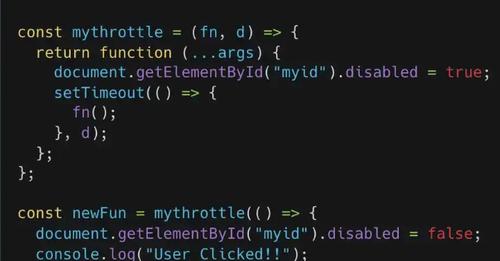 const mythrottle = (fn, d) => {
return function (...args) {
document.getElementById("myid").disabled = true;
setTimeout(() => {
fn();
}, d);
};
};
const newFun = mythrottle(() => {
document.getElementById("myid").disabled = false;
console.log("User Clicked!!");